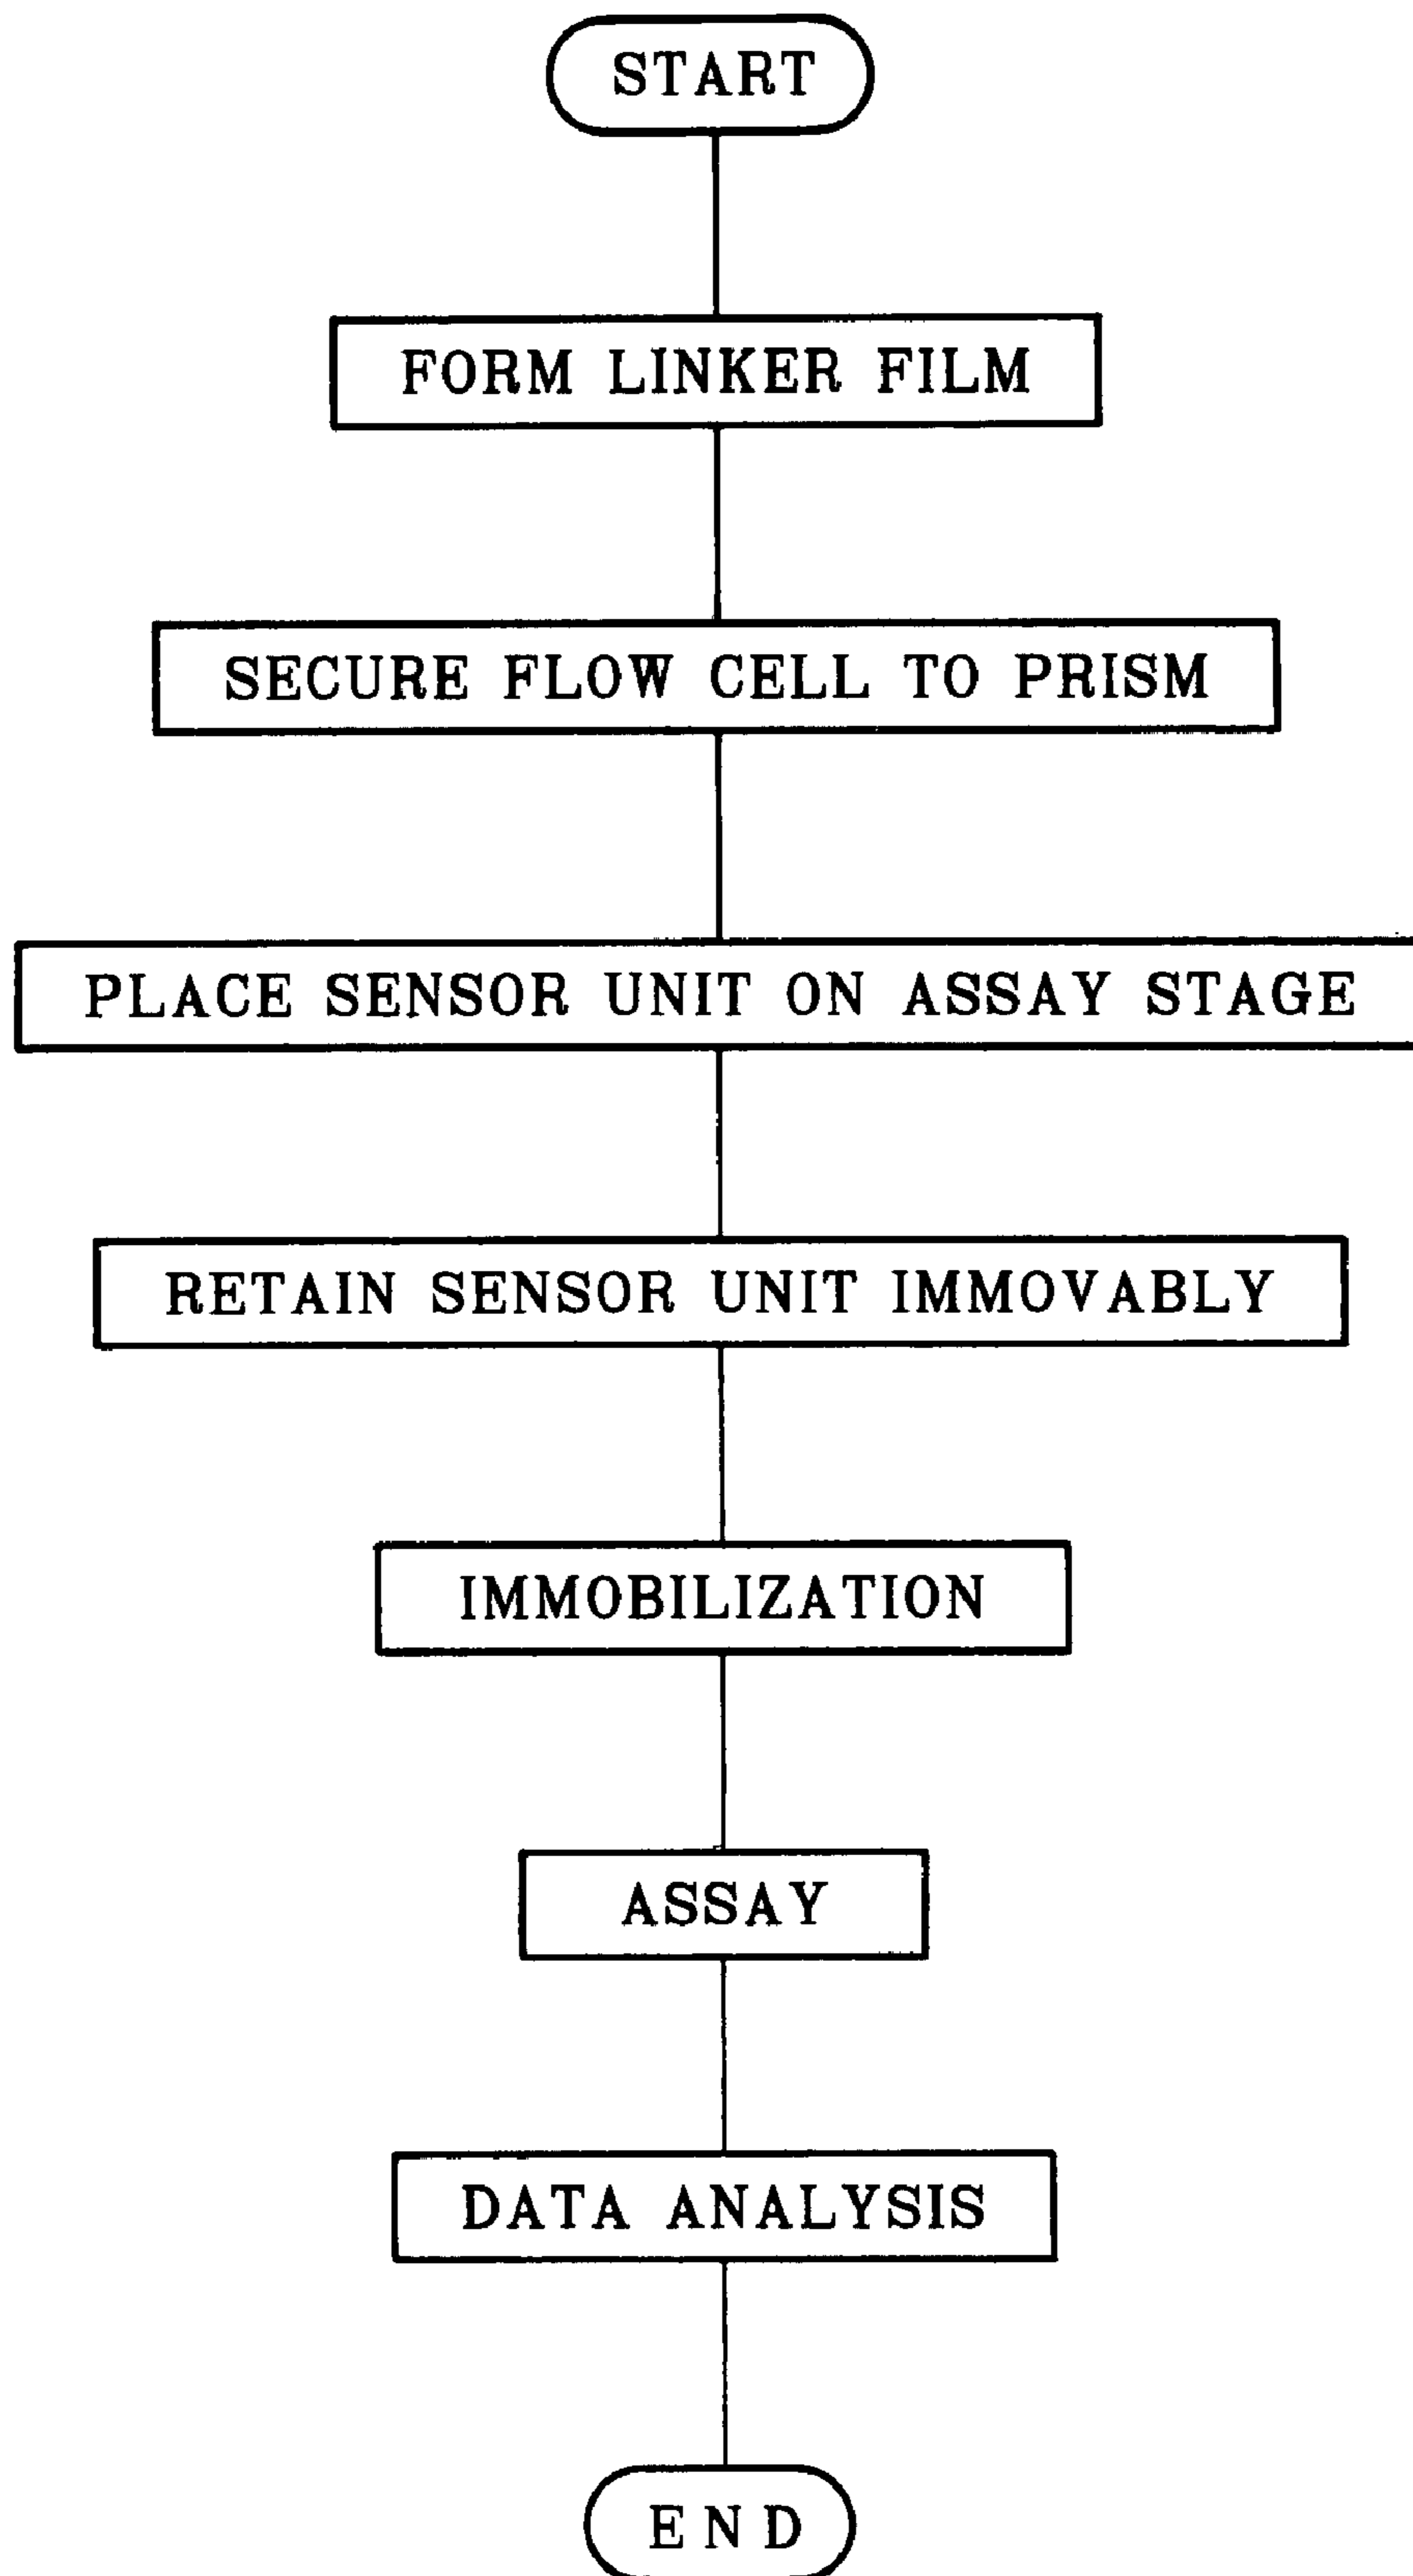 START
FORM LINKER FILM
SECURE FLOW CELL TO PRISM
PLACE SENSOR UNIT ON ASSAY STAGE
RETAIN SENSOR UNIT IMMOVABLY
IMMOBILIZATION
ASSAY
DATA ANALYSIS
END